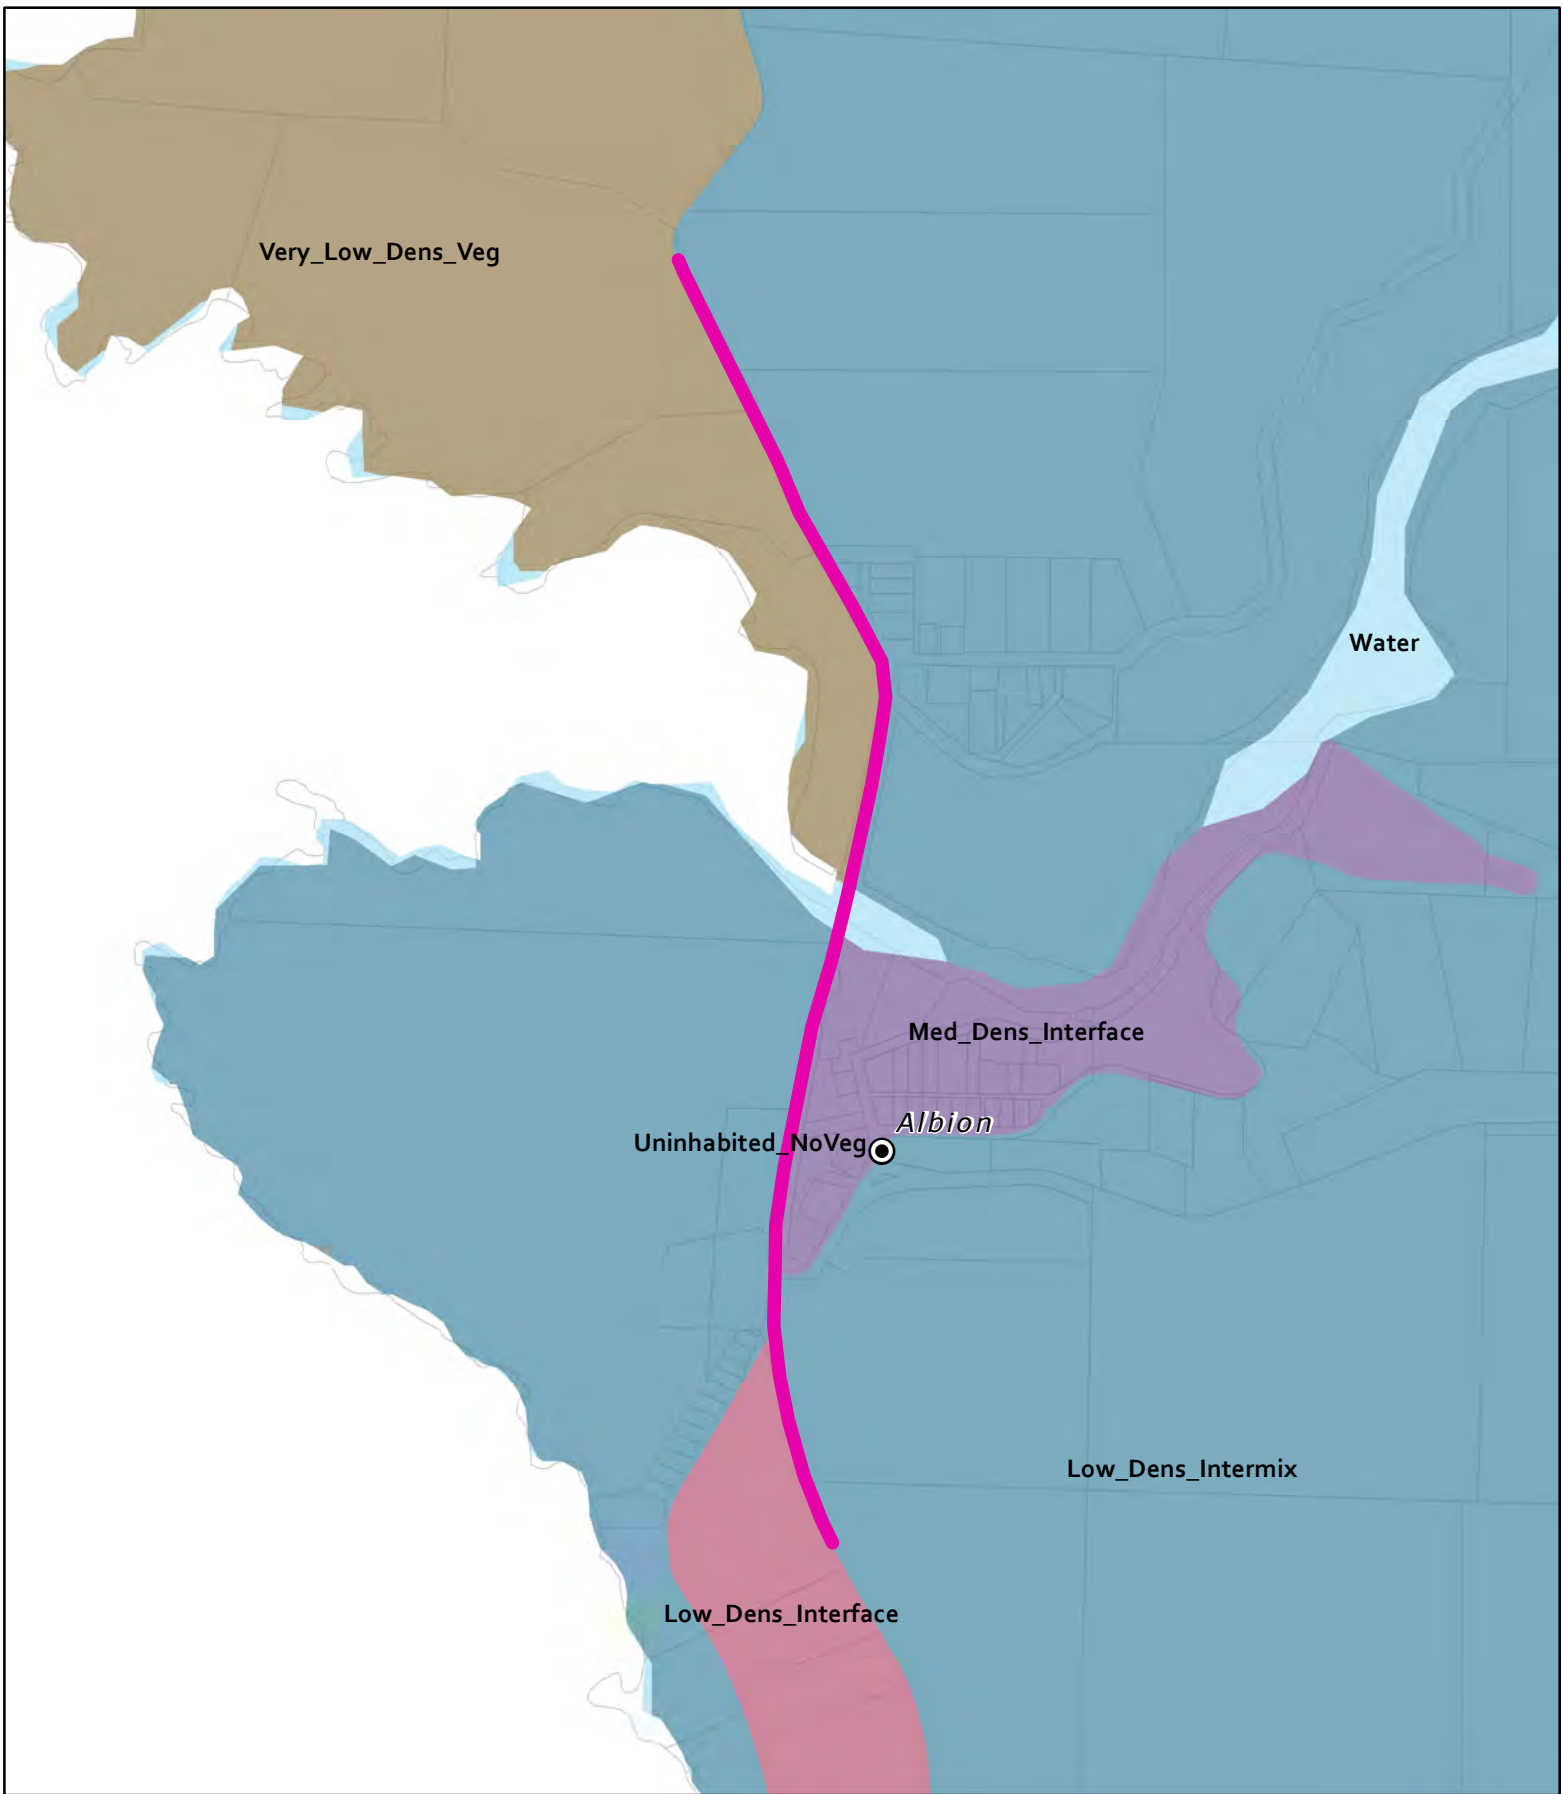 Very_Low_Dens_Veg
Water
Med_Dens_Interface
Albion
Uninhabited_NoVeg
Low_Dens_Intermix
Low_Dens_Interface